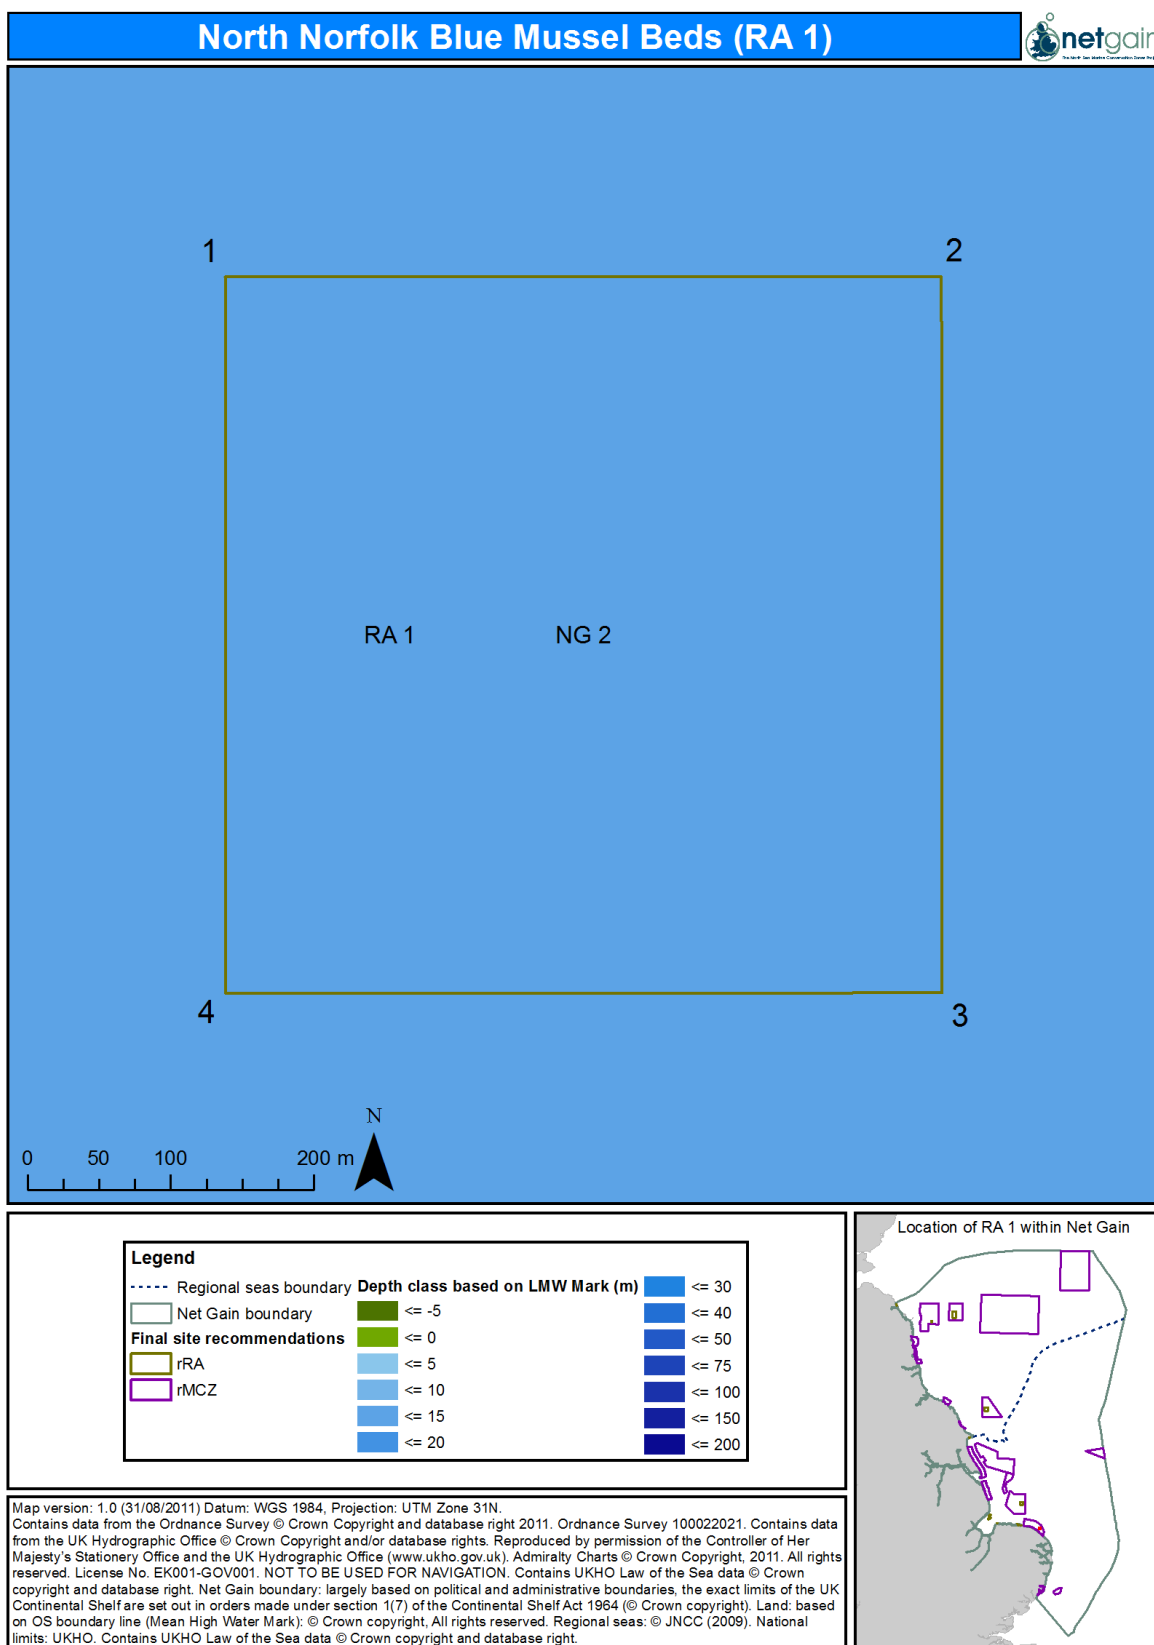 North Norfolk Blue Mussel Beds (RA 1)
netgain
1
2
RA 1
NG 2
4
3
N
0 50 100 200 m
Legend
Regional seas boundary
Net Gain boundary
Final site recommendations
rRA
rMCZ
Depth class based on LMW Mark (m)
<= -5
<= 0
<= 5
<= 10
<= 15
<= 20
<= 30
<= 40
<= 50
<= 75
<= 100
<= 150
<= 200
Location of RA 1 within Net Gain
Map version: 1.0 (31/08/2011) Datum: WGS 1984, Projection: UTM Zone 31N.
Contains data from the Ordnance Survey © Crown Copyright and database right 2011. Ordnance Survey 100022021. Contains data
from the UK Hydrographic Office © Crown Copyright and/or database rights. Reproduced by permission of the Controller of Her
Majesty's Stationery Office and the UK Hydrographic Office (www.ukho.gov.uk). Admiralty Charts © Crown Copyright, 2011. All rights
reserved. License No. EK001-GOV001. NOT TO BE USED FOR NAVIGATION. Contains UKHO Law of the Sea data © Crown
copyright and database right. Net Gain boundary: largely based on political and administrative boundaries, the exact limits of the UK
Continental Shelf are set out in orders made under section 1(7) of the Continental Shelf Act 1964 (© Crown copyright). Land: based
on OS boundary line (Mean High Water Mark): © Crown copyright, All rights reserved. Regional seas: © JNCC (2009). National
limits: UKHO. Contains UKHO Law of the Sea data © Crown copyright and database right.